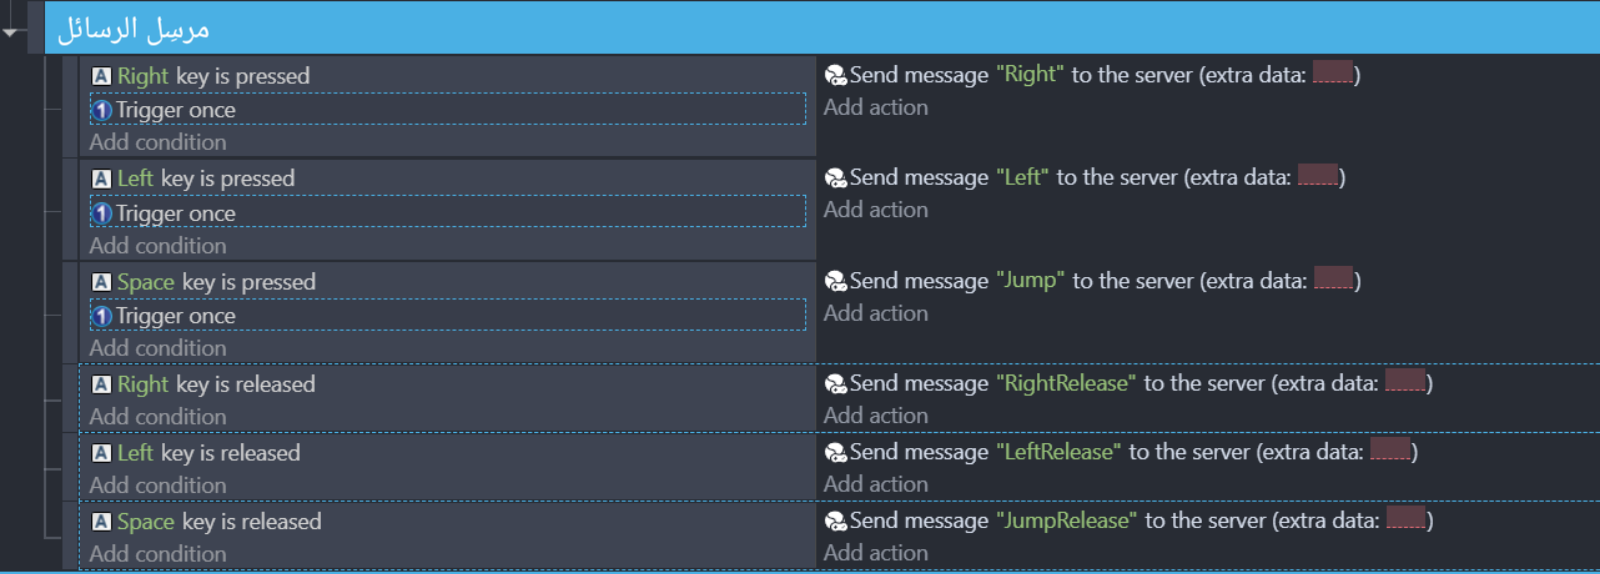 مرسِل الرسائل
Right key is pressed
Send message "Right" to the server (extra data: )
Trigger once
Add action
Add condition
Left key is pressed
Send message "Left" to the server (extra data: )
Trigger once
Add action
Add condition
Space key is pressed
Send message "Jump" to the server (extra data: )
Trigger once
Add action
Add condition
Right key is released
Send message "RightRelease" to the server (extra data: )
Add condition
Add action
Left key is released
Send message "LeftRelease" to the server (extra data: )
Add condition
Add action
Space key is released
Send message "JumpRelease" to the server (extra data: )
Add condition
Add action